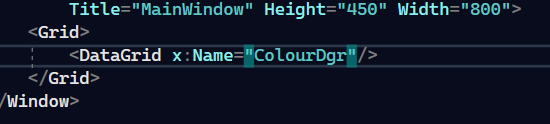 Title="MainWindow" Height="450" Width="800">
<Grid>
<DataGrid x:Name="ColourDgr"/>
</Grid>
/Window>